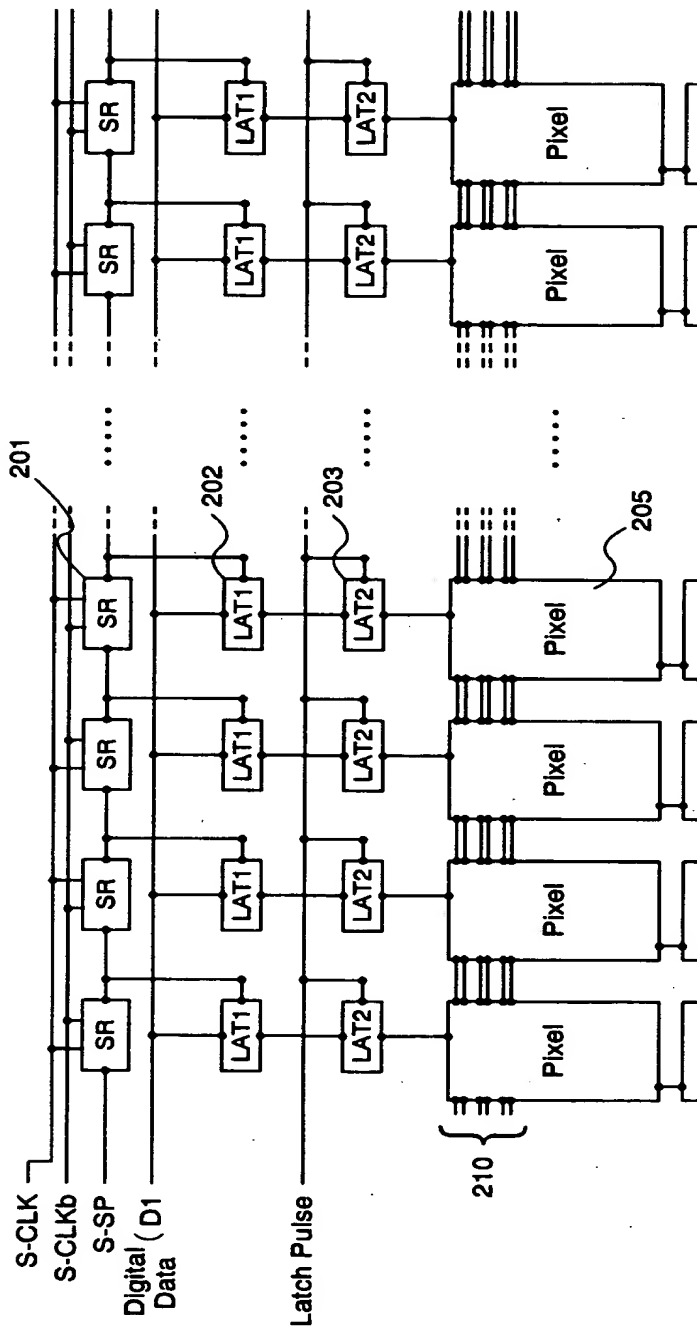 S-CLK
S-CLKb
S-SP
Digital Data ( D1
Latch Pulse
201
SR SR SR SR SR SR
202
LAT1 LAT1 LAT1 LAT1 LAT1 LAT1
203
LAT2 LAT2 LAT2 LAT2 LAT2 LAT2
210
205
Pixel Pixel Pixel Pixel Pixel Pixel